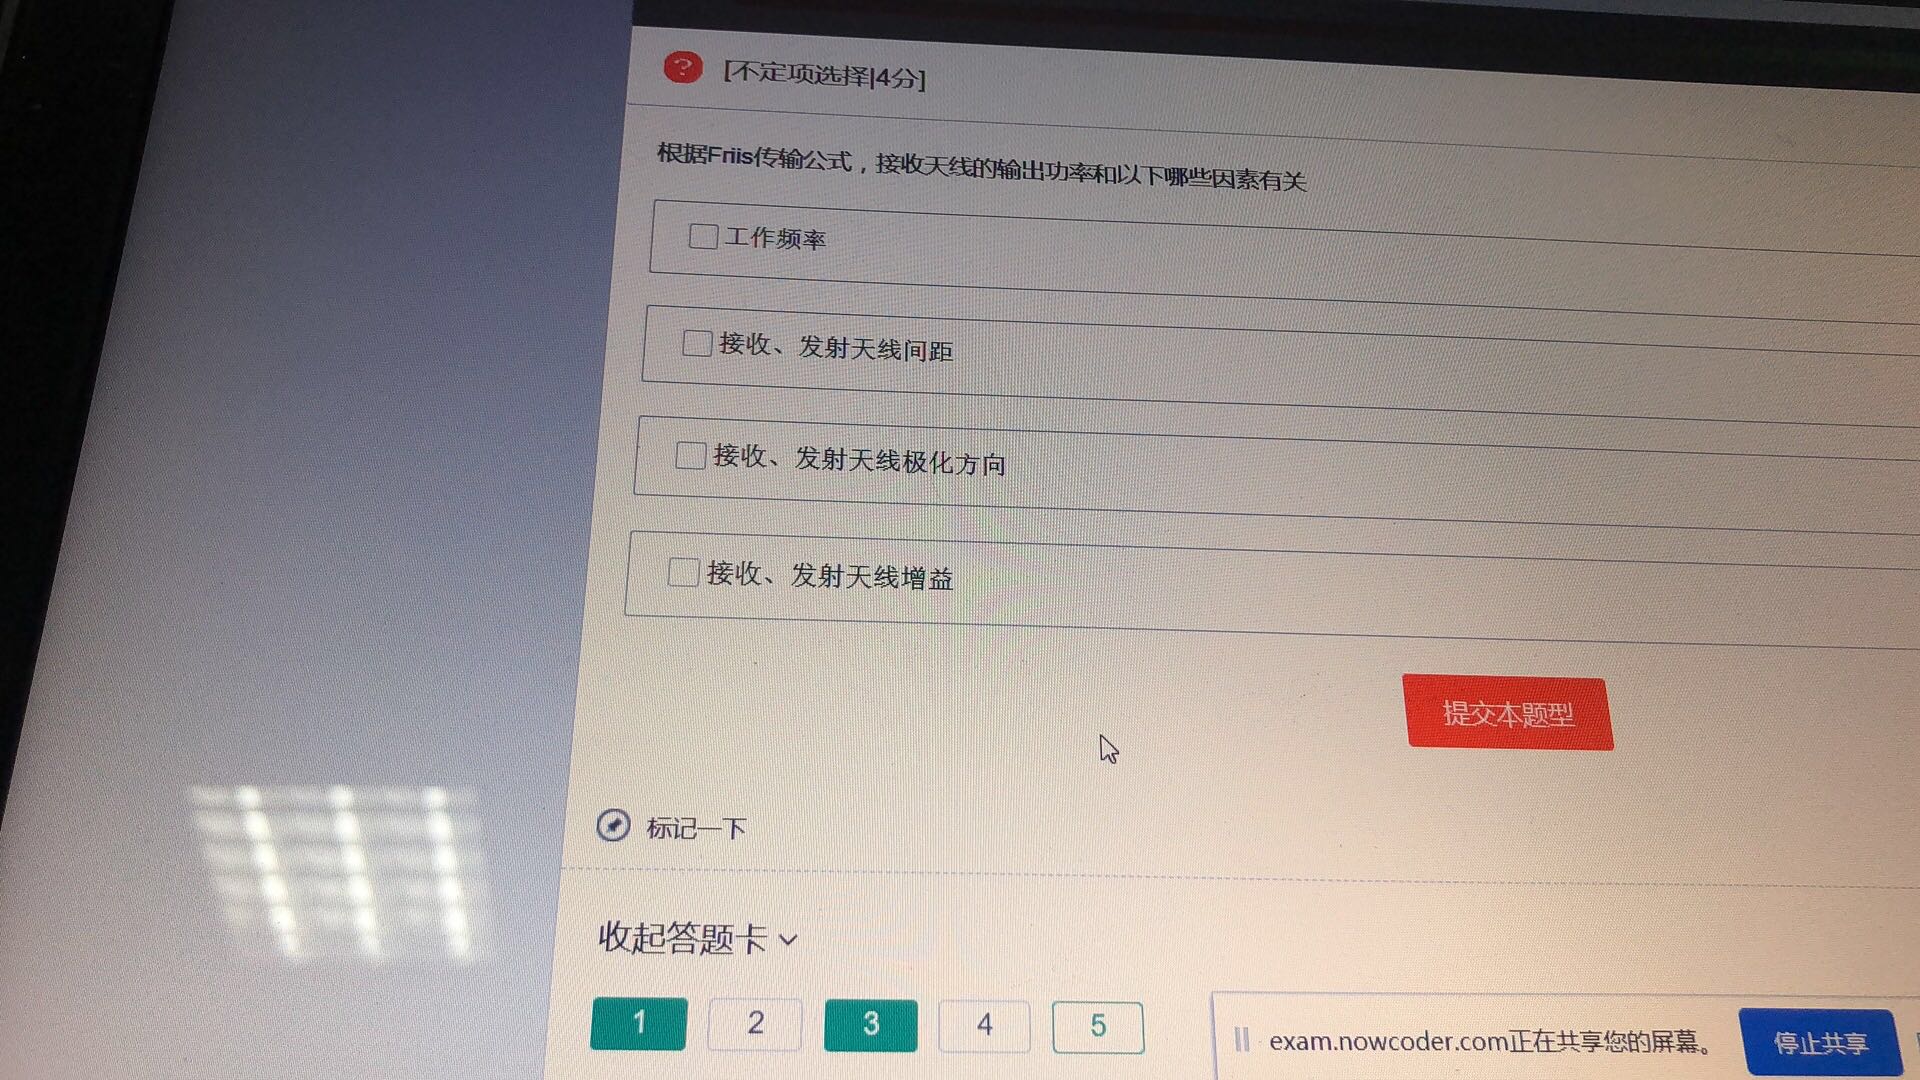 [不定项选择|4分]
根据Friis传输公式，接收天线的输出功率和以下哪些因素有关
工作频率
接收、发射天线间距
接收、发射天线极化方向
接收、发射天线增益
提交本题型
标记一下
收起答题卡
1 2 3 4 5
exam.nowcoder.com正在共享您的屏幕。 停止共享